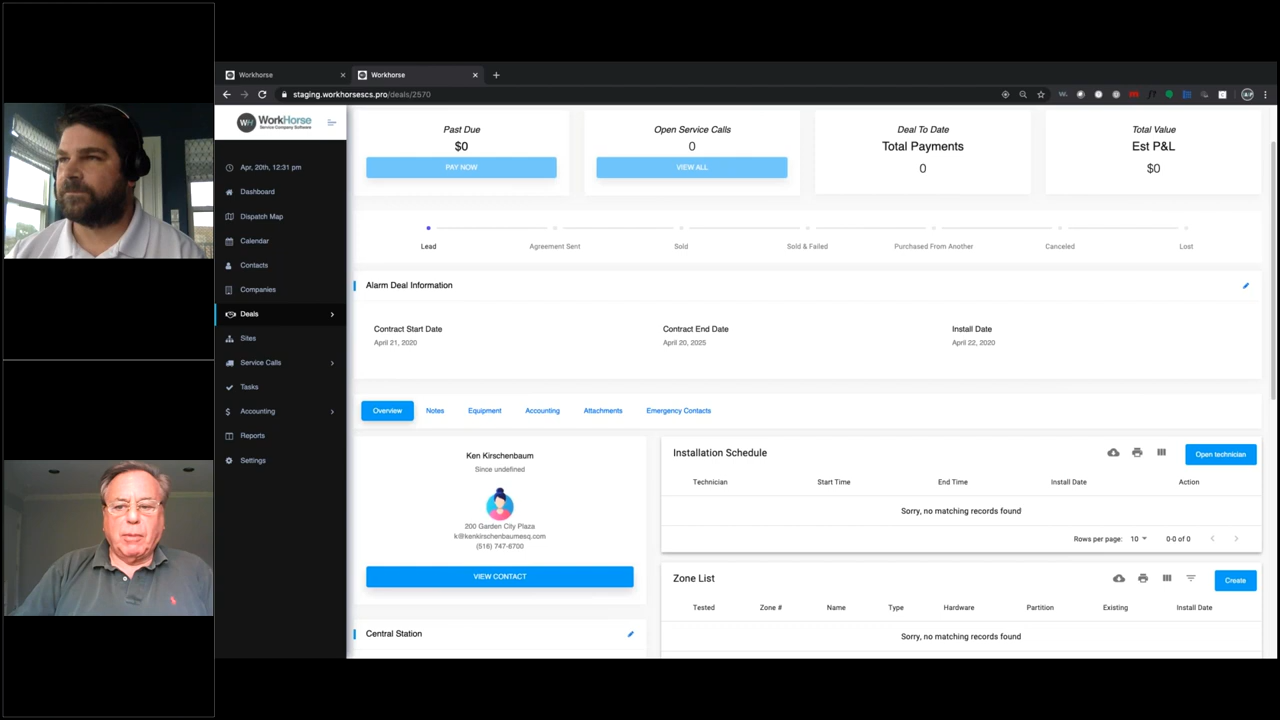 Workhorse
Workhorse
staging.workhorsescs.pro/deals/2570
WH WorkHorse
Service Company Software
Apr, 20th, 12:31 pm
Dashboard
Dispatch Map
Calendar
Contacts
Companies
Deals
Sites
Service Calls
Tasks
Accounting
Reports
Settings
Past Due
$0
PAY NOW
Open Service Calls
0
VIEW ALL
Deal To Date
Total Payments
0
Total Value
Est P&L
$0
Lead
Agreement Sent
Sold
Sold & Failed
Purchased From Another
Canceled
Lost
Alarm Deal Information
Contract Start Date
April 21, 2020
Contract End Date
April 20, 2025
Install Date
April 22, 2020
Overview
Notes
Equipment
Accounting
Attachments
Emergency Contacts
Ken Kirschenbaum
Since undefined
200 Garden City Plaza
k@kenkirschenbaumesq.com
(516) 747-6700
VIEW CONTACT
Central Station
Installation Schedule
Open technician
Technician Start Time End Time Install Date Action
Sorry, no matching records found
Rows per page: 10 0-0 of 0
Zone List
Create
Tested Zone # Name Type Hardware Partition Existing Install Date
Sorry, no matching records found